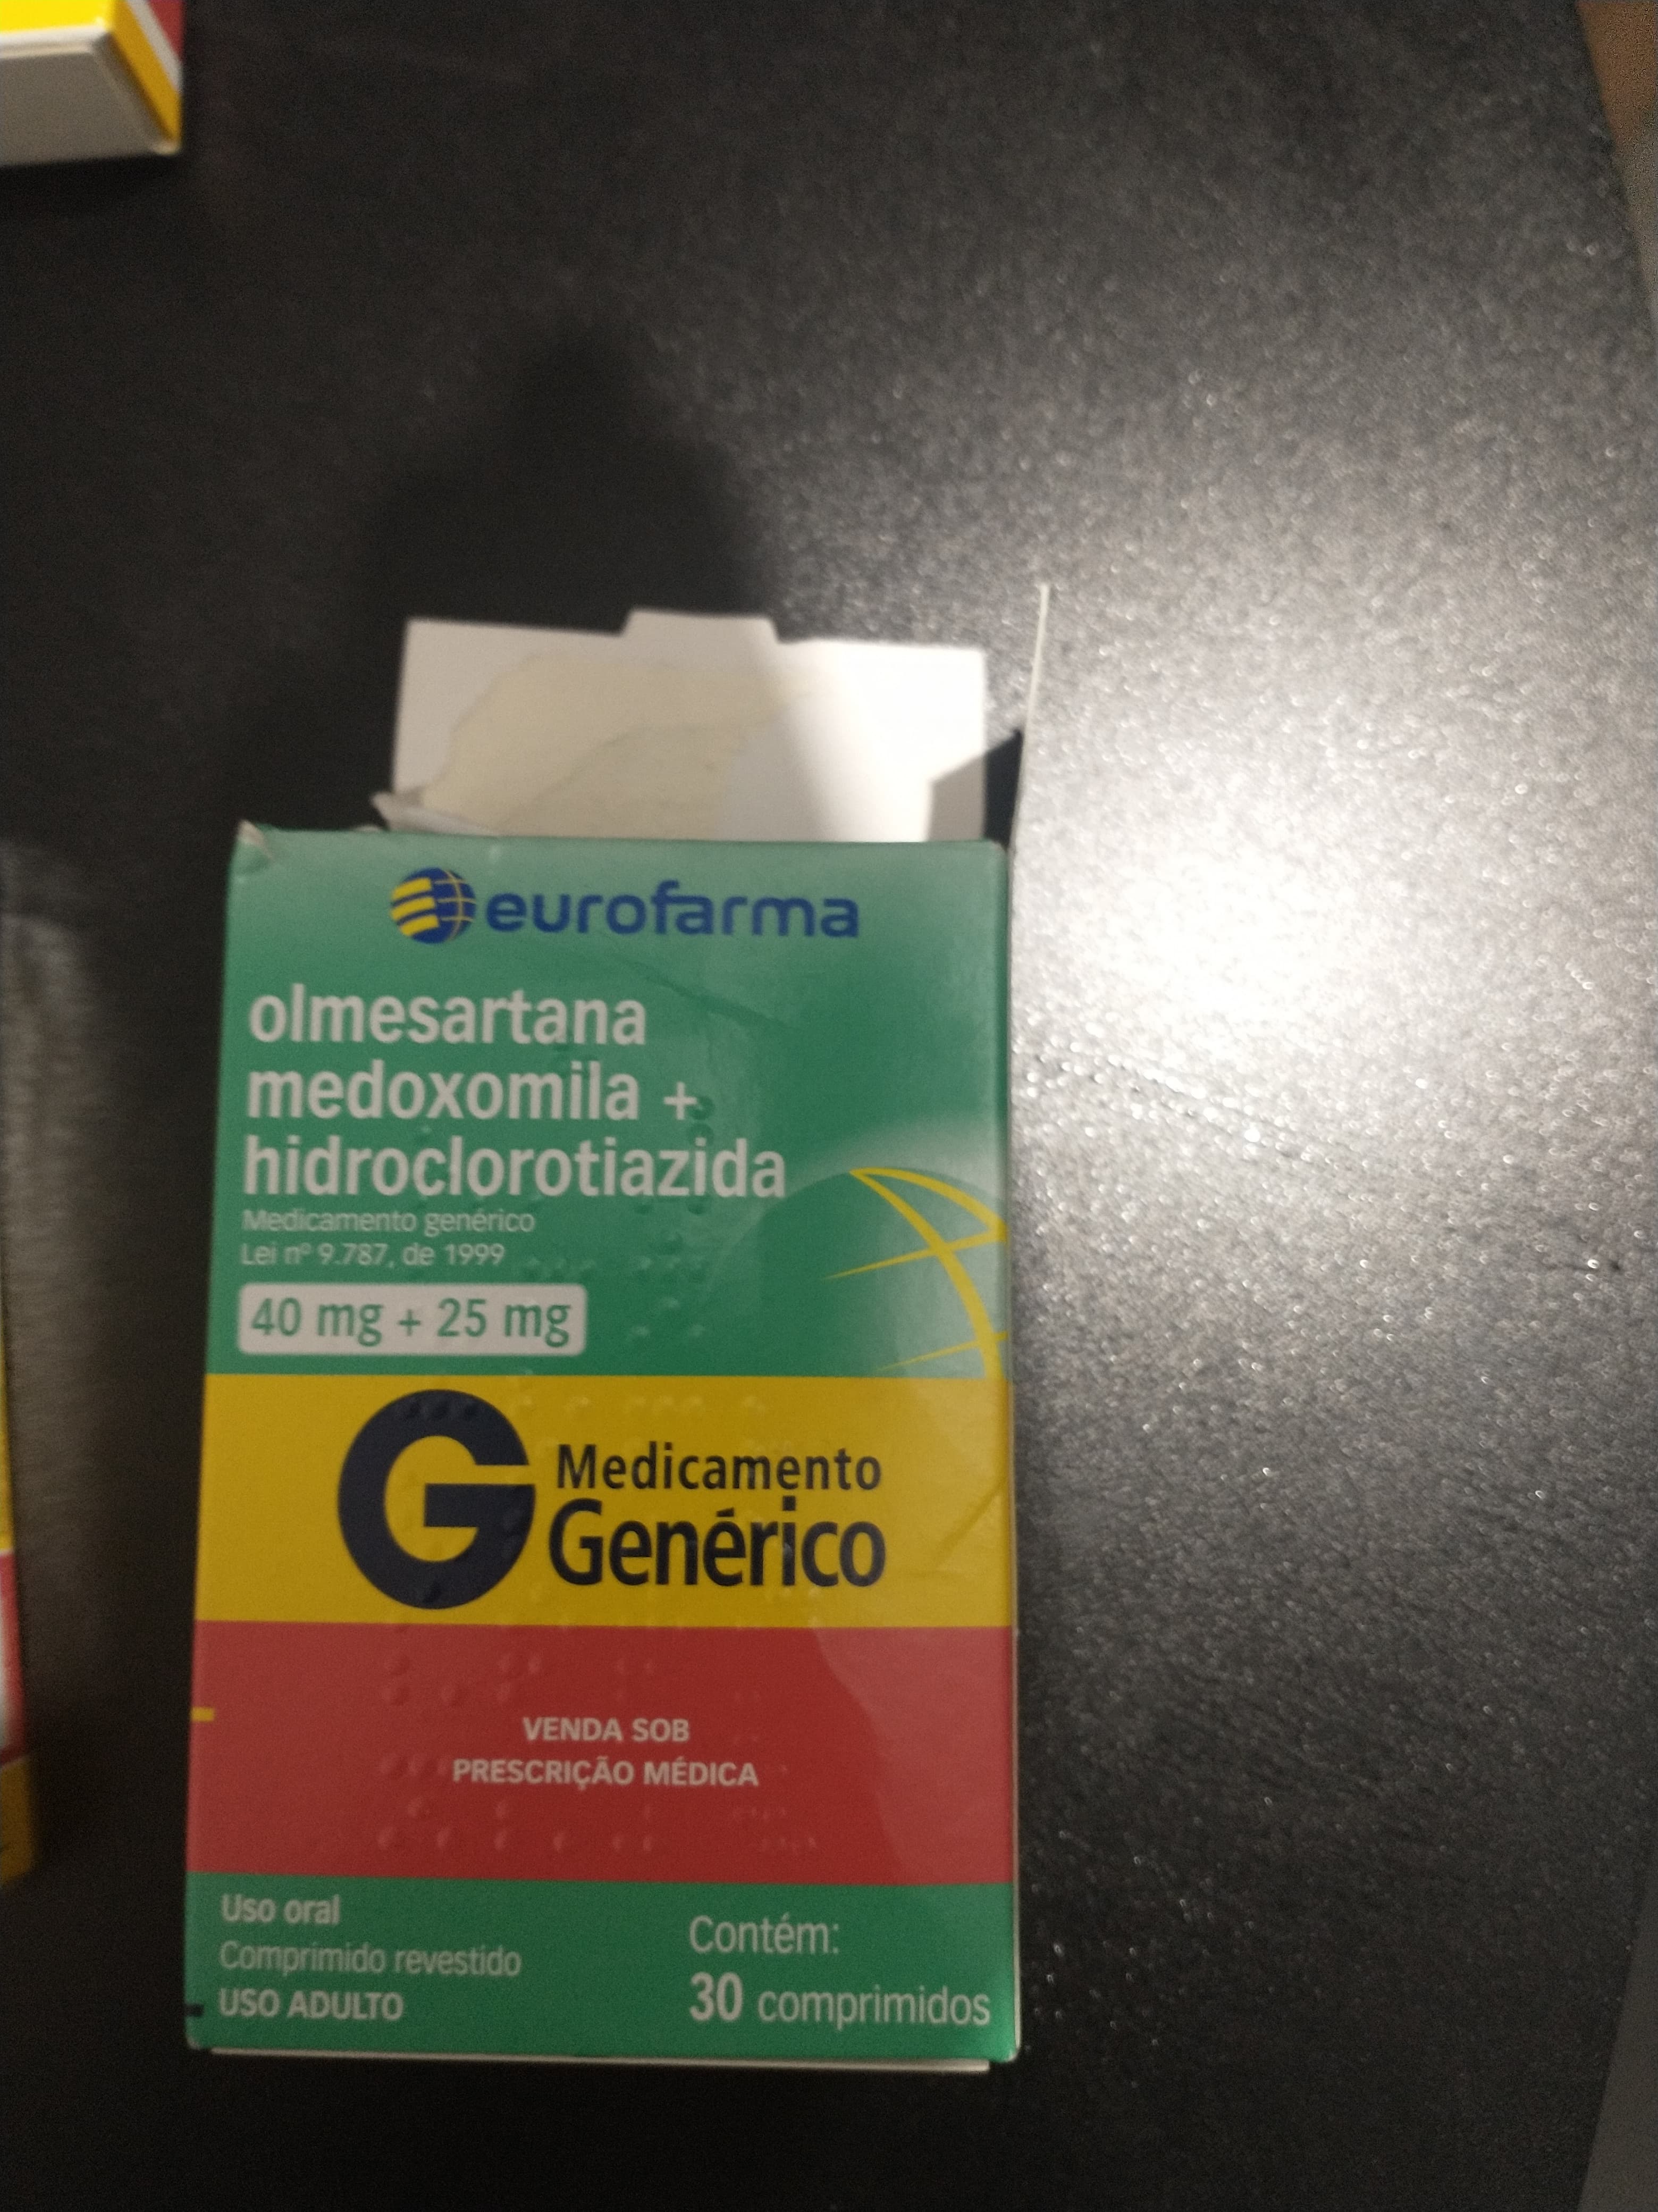 eurofarma
olmesartana
medoxomila +
hidroclorotiazida
Medicamento genérico
Lei nº 9.787, de 1999
40 mg + 25 mg
G Medicamento
Genérico
VENDA SOB
PRESCRIÇÃO MÉDICA
Uso oral
Comprimido revestido
USO ADULTO
Contém:
30 comprimidos